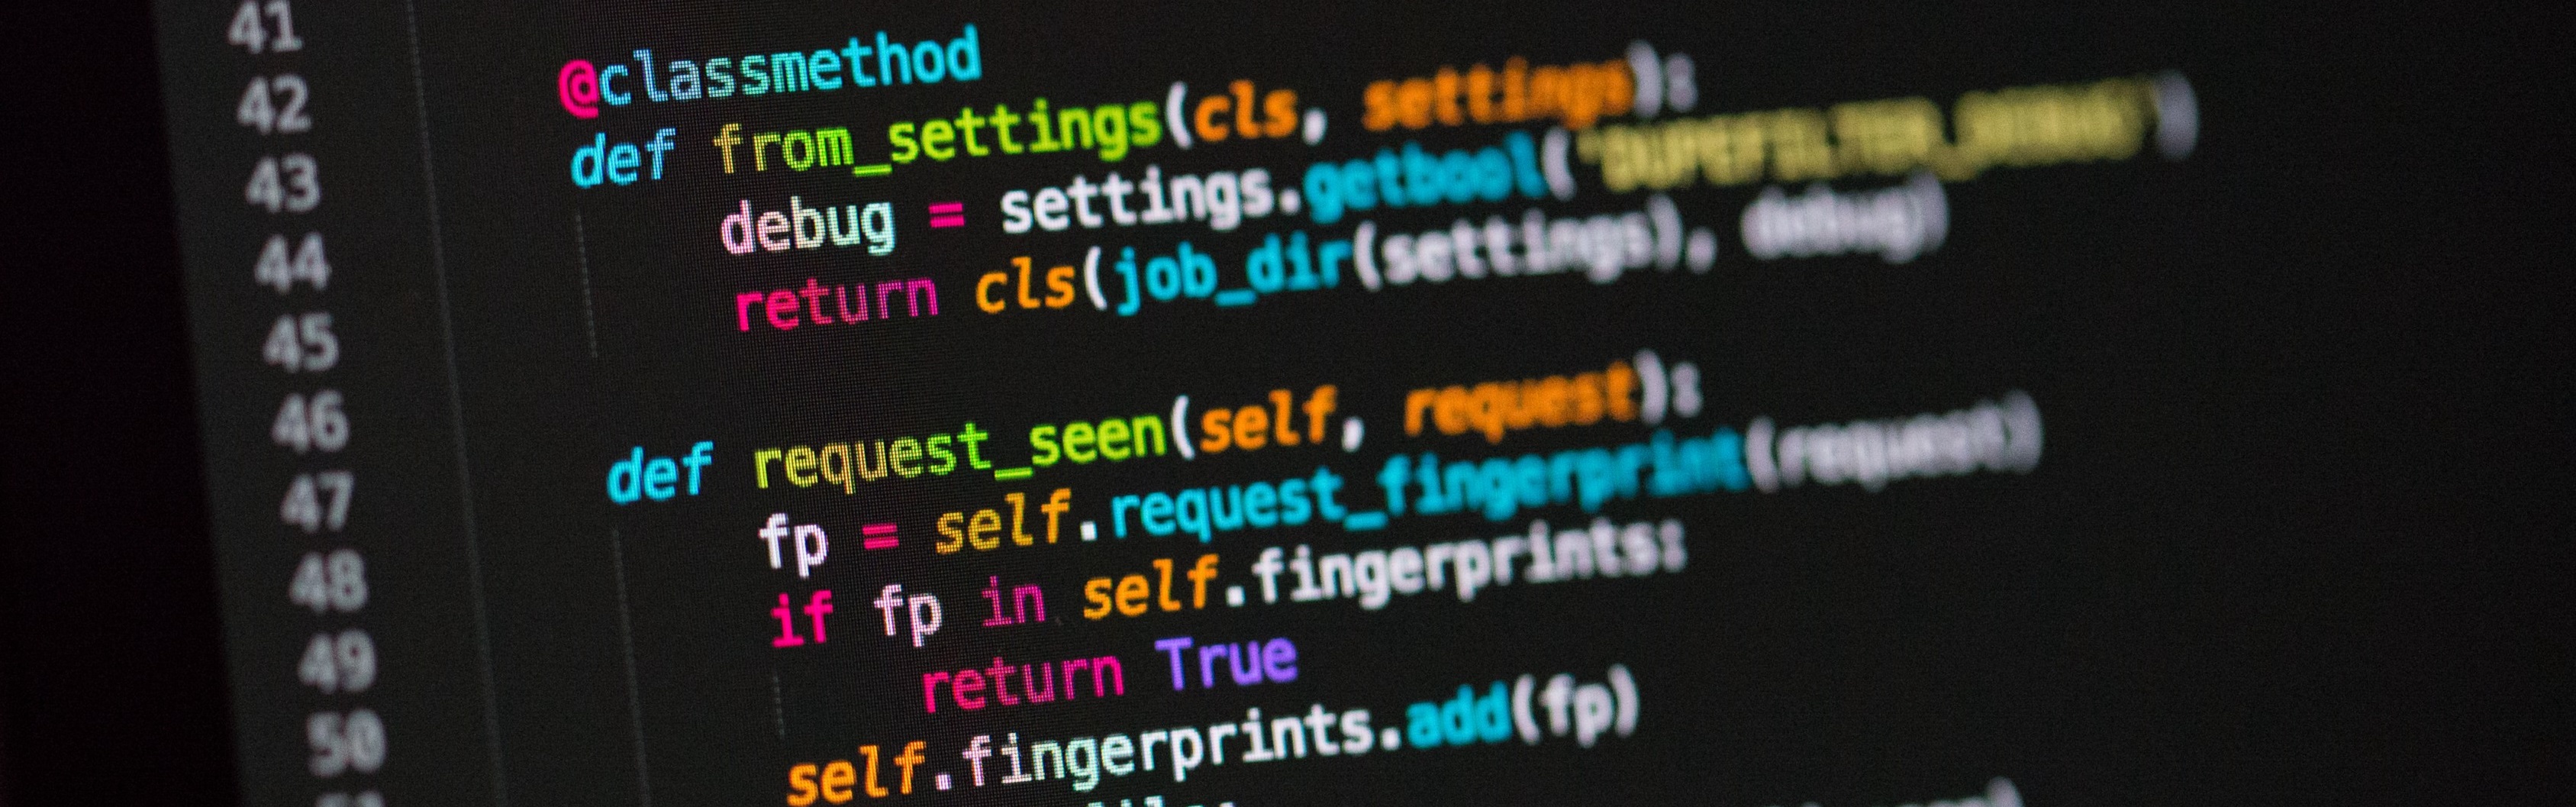 41
42 @classmethod
43 def from_settings(cls, settings):
44 debug = settings.getbool('DUPEFILTER_DEBUG')
45 return cls(job_dir(settings), debug)
46
47 def request_seen(self, request):
48 fp = self.request_fingerprint(request)
49 if fp in self.fingerprints:
50 return True
self.fingerprints.add(fp)